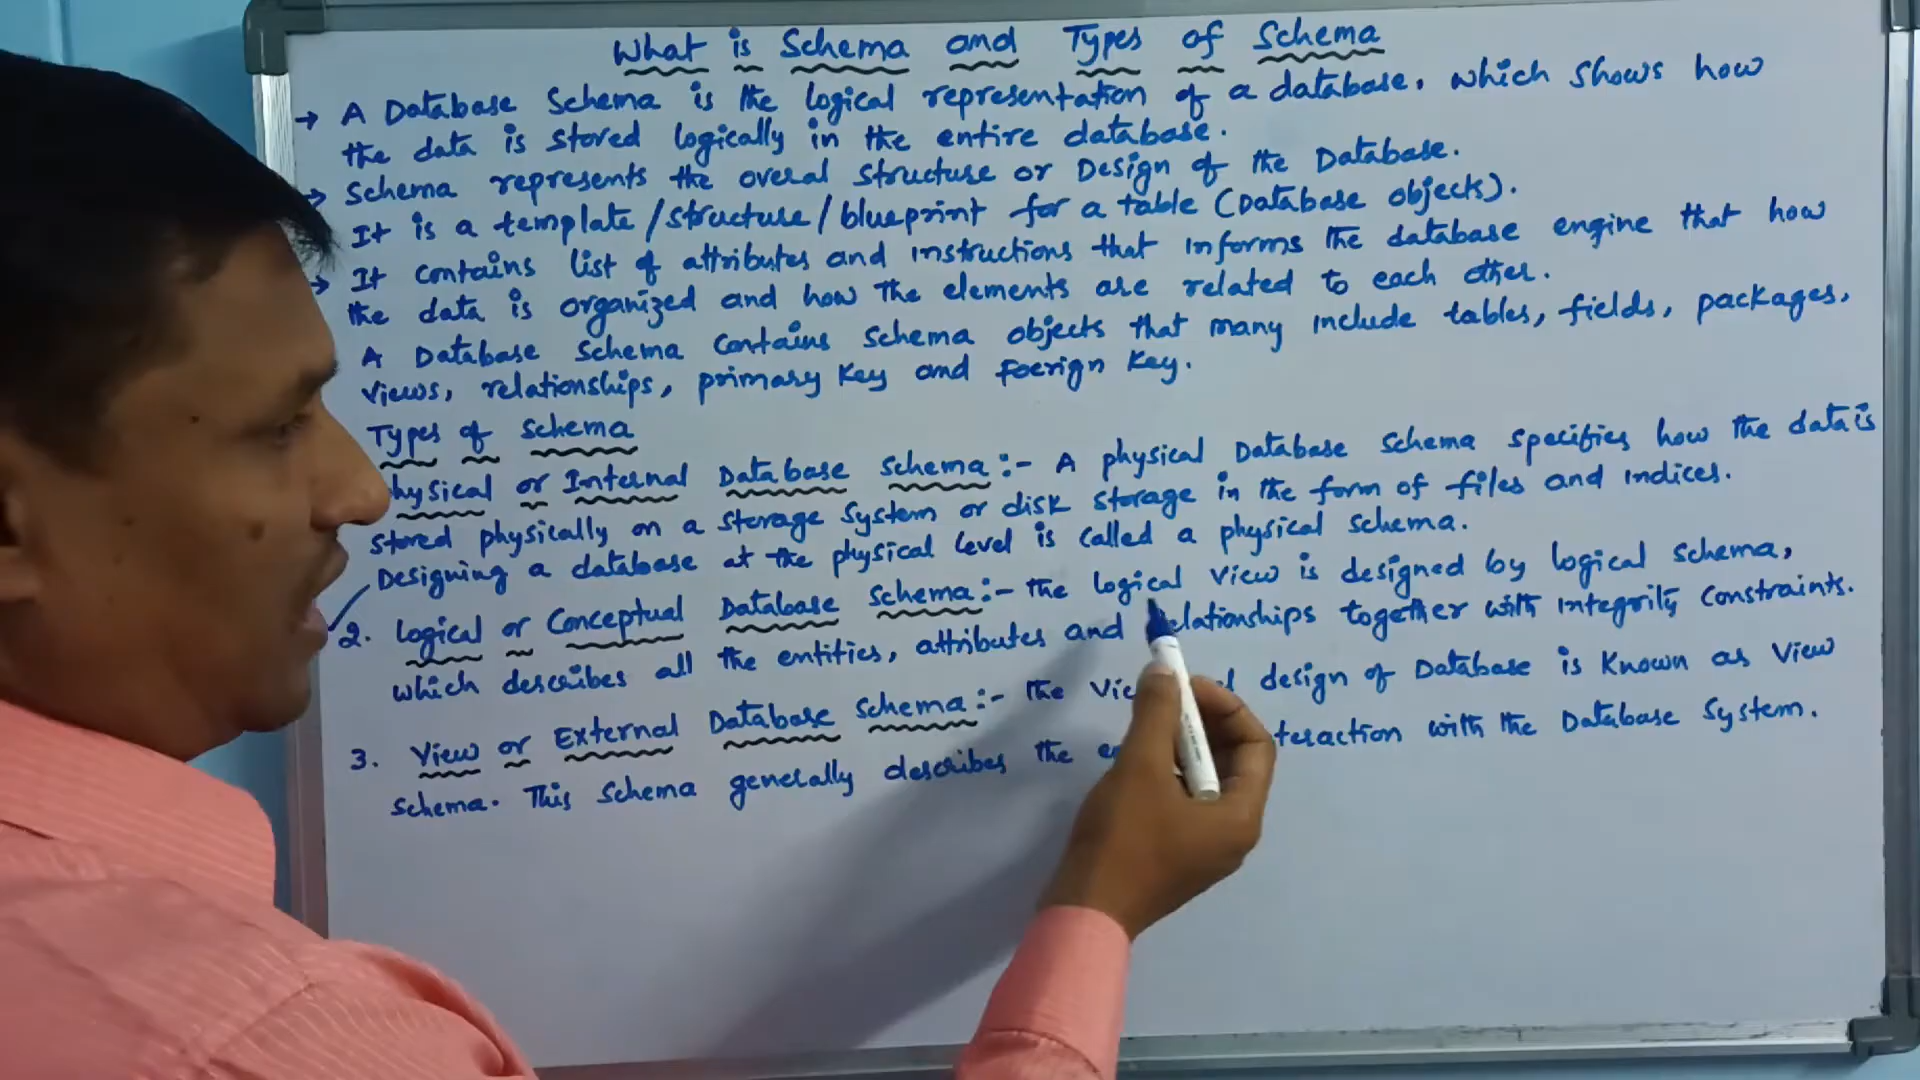 What is Schema and Types of Schema
→ A Database Schema is the logical representation of a database. which shows how
the data is stored logically in the entire database.
→ Schema represents the overal structure or Design of the Database.
It is a template/structure/blueprint for a table (Database objects).
→ It contains list of attributes and instructions that informs the database engine that how
the data is organized and how the elements are related to each other.
A Database Schema contains schema objects that many include tables, fields, packages,
views, relationships, primary key and foerign key.
Types of schema
hysical or Internal Database Schema:- A physical Database schema specifies how the data is
stored physically on a storage system or disk storage in the form of files and indices.
Designing a database at the physical level is called a physical schema.
2. Logical or Conceptual Database Schema:- The logical view is designed by logical schema,
which describes all the entities, attributes and elationships together with integrity constraints.
3. View or External Database Schema:- The design of Database is known as view
schema. This schema generally describes the teraction with the Database system.